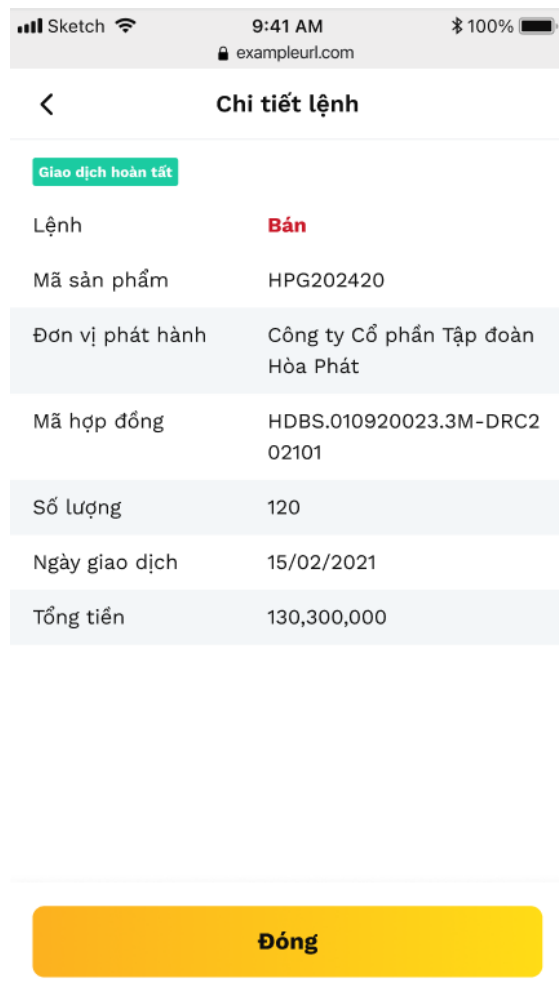 Sketch 9:41 AM 100%
exampleurl.com
Chi tiết lệnh
Giao dịch hoàn tất
Lệnh Bán
Mã sản phẩm HPG202420
Đơn vị phát hành Công ty Cổ phần Tập đoàn
Hòa Phát
Mã hợp đồng HDBS.010920023.3M-DRC2
02101
Số lượng 120
Ngày giao dịch 15/02/2021
Tổng tiền 130,300,000
Đóng